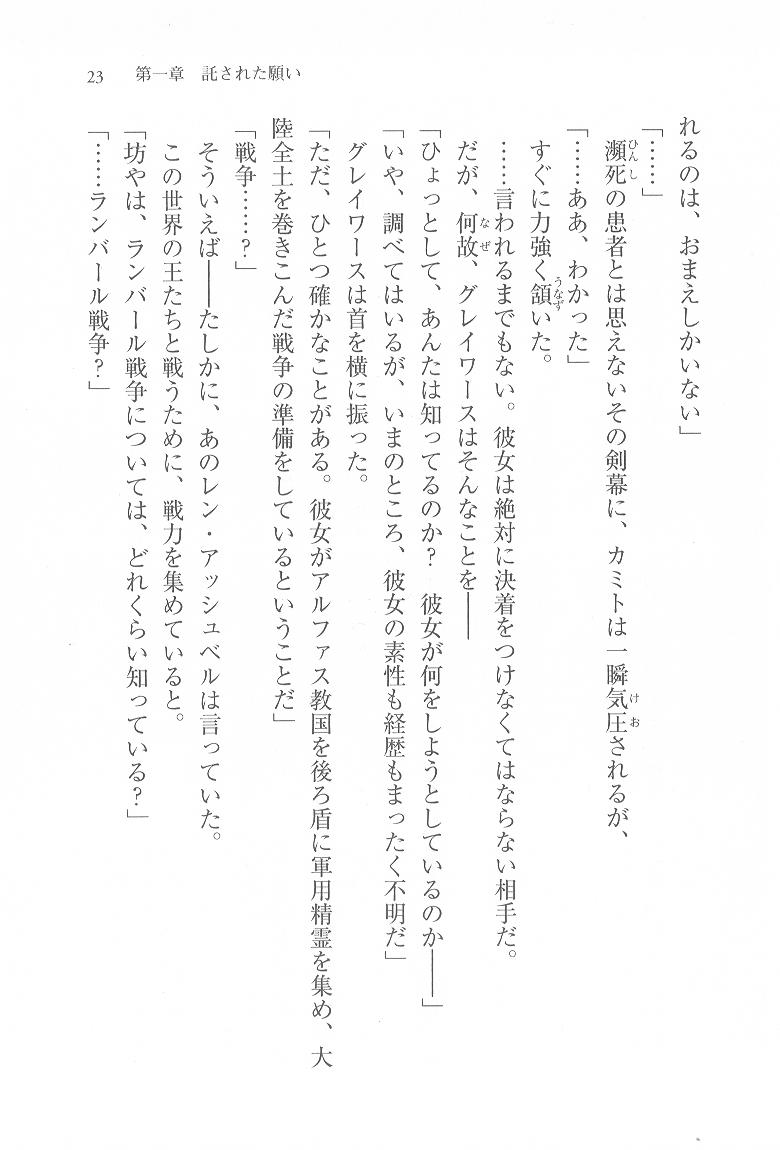 23　第一章　託された願い
れるのは、おまえしかいない」
「……」
瀕死の患者とは思えないその剣幕に、カミトは一瞬気圧されるが、
「……ああ、わかった」
すぐに力強く頷いた。
……言われるまでもない。彼女は絶対に決着をつけなくてはならない相手だ。
だが、何故、グレイワースはそんなことを――
「ひょっとして、あんたは知ってるのか？　彼女が何をしようとしているのか――」
「いや、調べてはいるが、いまのところ、彼女の素性も経歴もまったく不明だ」
グレイワースは首を横に振った。
「ただ、ひとつ確かなことがある。彼女がアルファス教国を後ろ盾に軍用精霊を集め、大
陸全土を巻きこんだ戦争の準備をしているということだ」
「戦争……？」
そういえば――たしかに、あのレン・アッシュベルは言っていた。
この世界の王たちと戦うために、戦力を集めていると。
「坊やは、ランバール戦争については、どれくらい知っている？」
「……ランバール戦争？」